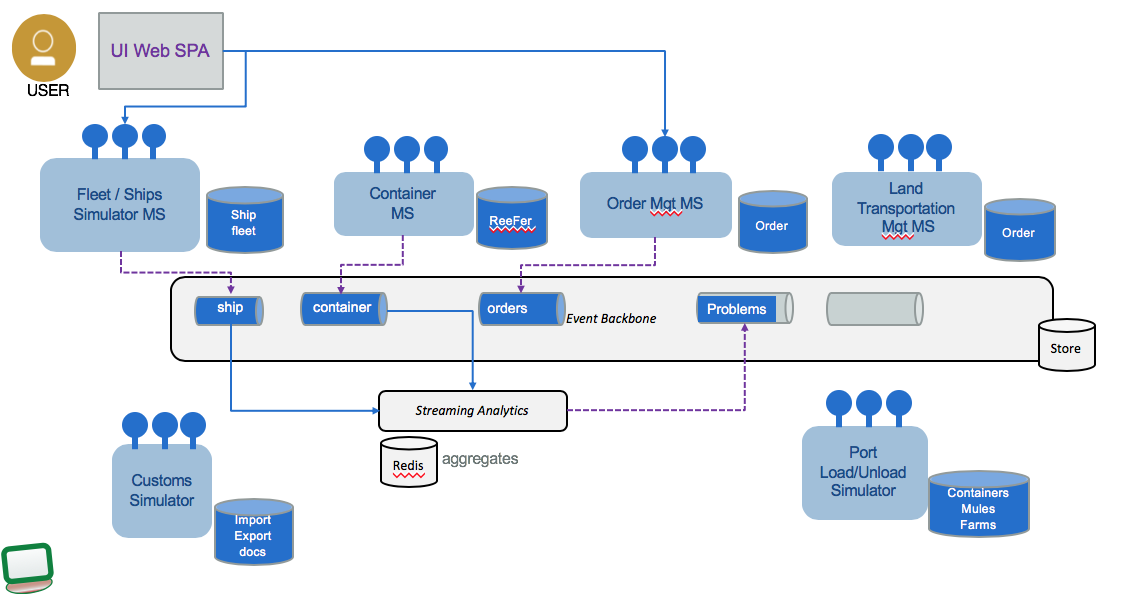 UI Web SPA
USER
Fleet / Ships
Simulator MS
Ship
fleet
Container
MS
ReeFer
Order Mgt MS
Order
Land
Transportation
Mgt MS
Order
ship
container
orders
Event Backbone
Problems
Store
Streaming Analytics
Redis
aggregates
Customs
Simulator
Import
Export
docs
Port
Load/Unload
Simulator
Containers
Mules
Farms